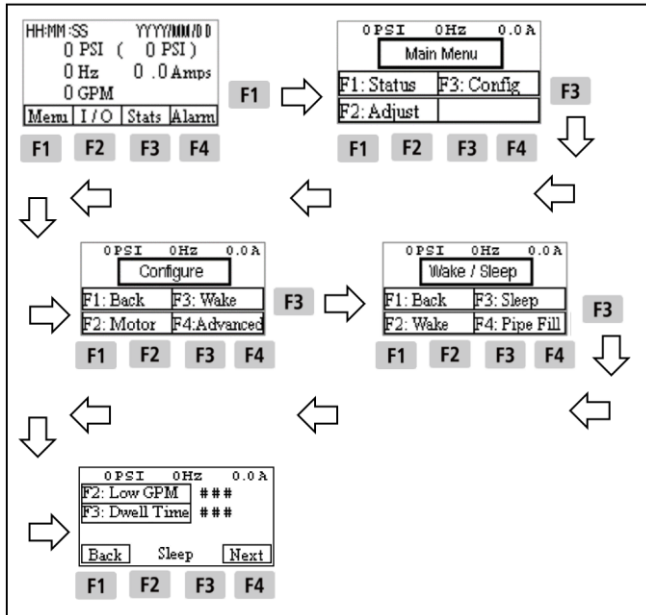 HH:MM:SS YYYY/MM/DD
0 PSI ( 0 PSI )
0 Hz 0 .0 Amps
0 GPM
Menu I/O Stats Alarm
F1 F2 F3 F4
F1
0PSI 0Hz 0.0A
Main Menu
F1: Status F3: Config
F2: Adjust
F1 F2 F3 F4
F3
0PSI 0Hz 0.0A
Configure
F1: Back F3: Wake
F2: Motor F4:Advanced
F1 F2 F3 F4
F3
0PSI 0Hz 0.0A
Wake / Sleep
F1: Back F3: Sleep
F2: Wake F4: Pipe Fill
F1 F2 F3 F4
F3
0PSI 0Hz 0.0A
F2: Low GPM ###
F3: Dwell Time ###
Back Sleep Next
F1 F2 F3 F4